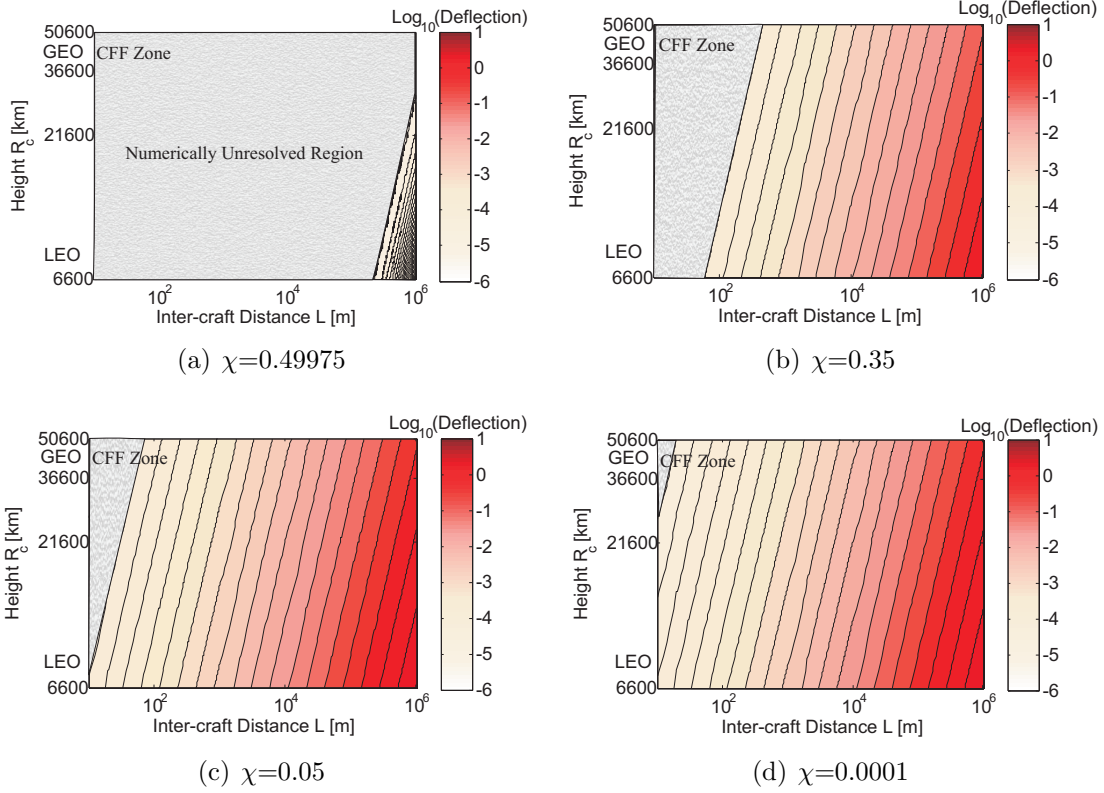 Log10(Deflection)
50600
GEO
36600
21600
LEO
6600
Height R_c [km]
CFF Zone
Numerically Unresolved Region
10^2
10^4
10^6
Inter-craft Distance L [m]
1
0
-1
-2
-3
-4
-5
-6
(a) χ=0.49975
Log10(Deflection)
50600
GEO
36600
21600
LEO
6600
Height R_c [km]
CFF Zone
10^2
10^4
10^6
Inter-craft Distance L [m]
1
0
-1
-2
-3
-4
-5
-6
(b) χ=0.35
Log10(Deflection)
50600
GEO
36600
21600
LEO
6600
Height R_c [km]
CFF Zone
10^2
10^4
10^6
Inter-craft Distance L [m]
1
0
-1
-2
-3
-4
-5
-6
(c) χ=0.05
Log10(Deflection)
50600
GEO
36600
21600
LEO
6600
Height R_c [km]
CFF Zone
10^2
10^4
10^6
Inter-craft Distance L [m]
1
0
-1
-2
-3
-4
-5
-6
(d) χ=0.0001